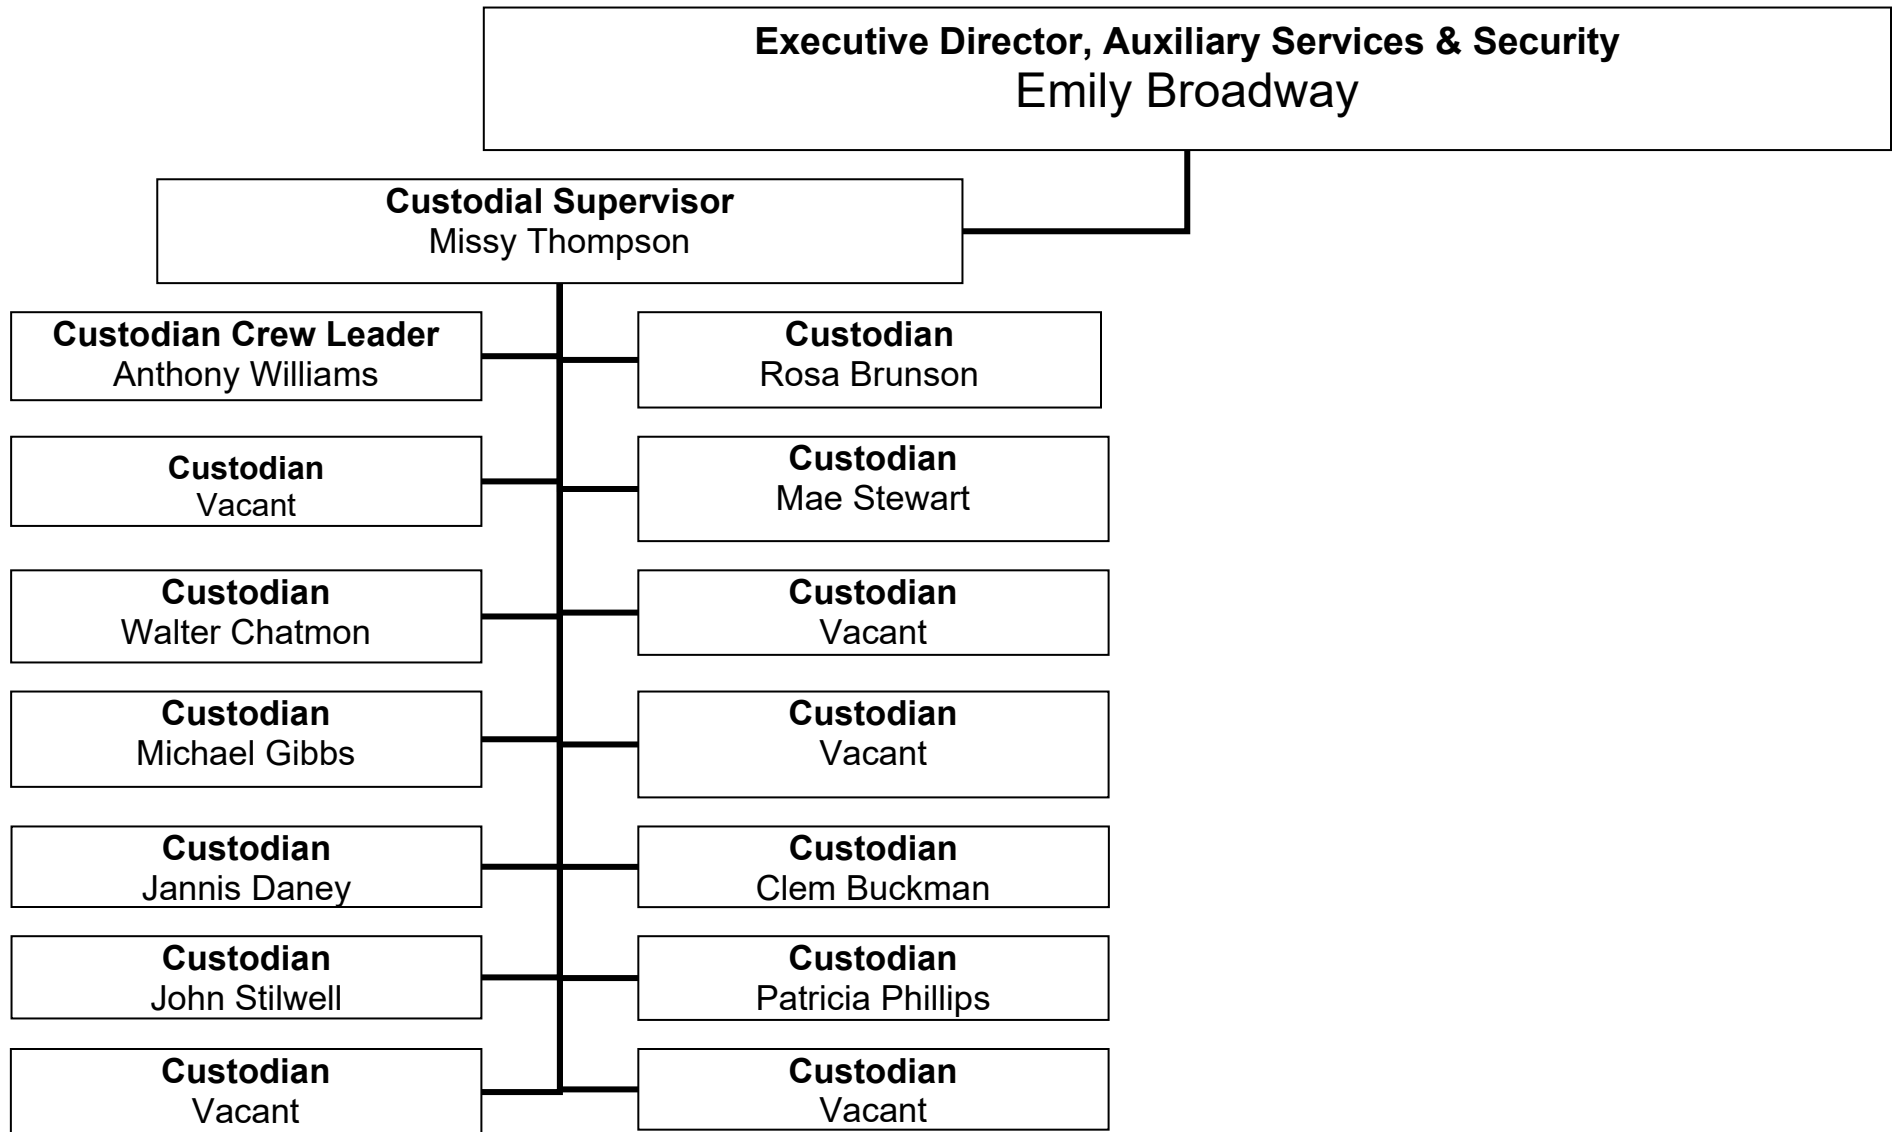 Executive Director, Auxiliary Services & Security
Emily Broadway
Custodial Supervisor
Missy Thompson
Custodian Crew Leader
Anthony Williams
Custodian
Rosa Brunson
Custodian
Vacant
Custodian
Mae Stewart
Custodian
Walter Chatmon
Custodian
Vacant
Custodian
Michael Gibbs
Custodian
Vacant
Custodian
Jannis Daney
Custodian
Clem Buckman
Custodian
John Stilwell
Custodian
Patricia Phillips
Custodian
Vacant
Custodian
Vacant